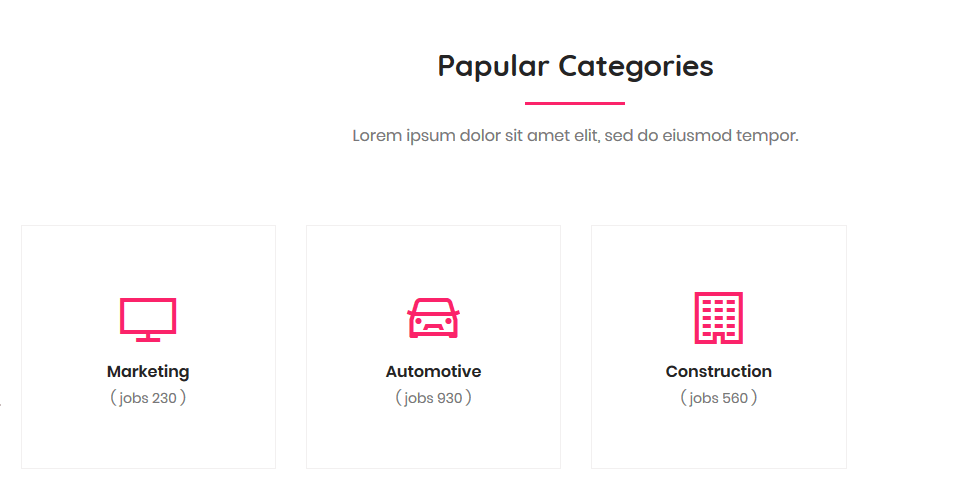 Papular Categories
Lorem ipsum dolor sit amet elit, sed do eiusmod tempor.
Marketing
( jobs 230 )
Automotive
( jobs 930 )
Construction
( jobs 560 )